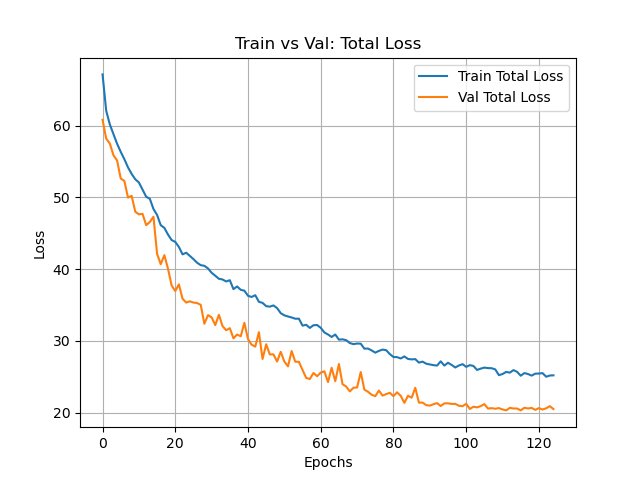 Train vs Val: Total Loss
Train Total Loss
Val Total Loss
Loss
60
50
40
30
20
0 20 40 60 80 100 120
Epochs